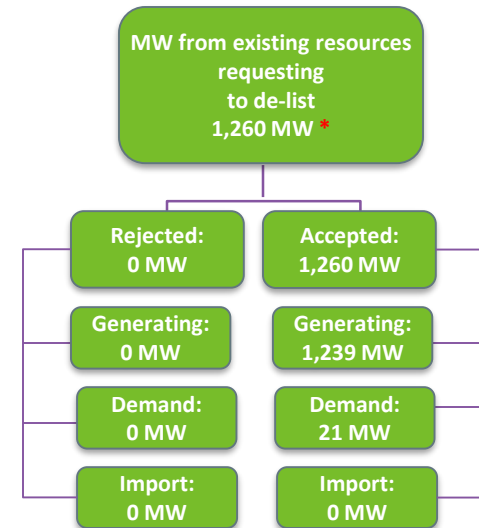 MW from existing resources
requesting
to de-list
1,260 MW *
Rejected:
0 MW
Accepted:
1,260 MW
Generating:
0 MW
Generating:
1,239 MW
Demand:
0 MW
Demand:
21 MW
Import:
0 MW
Import:
0 MW